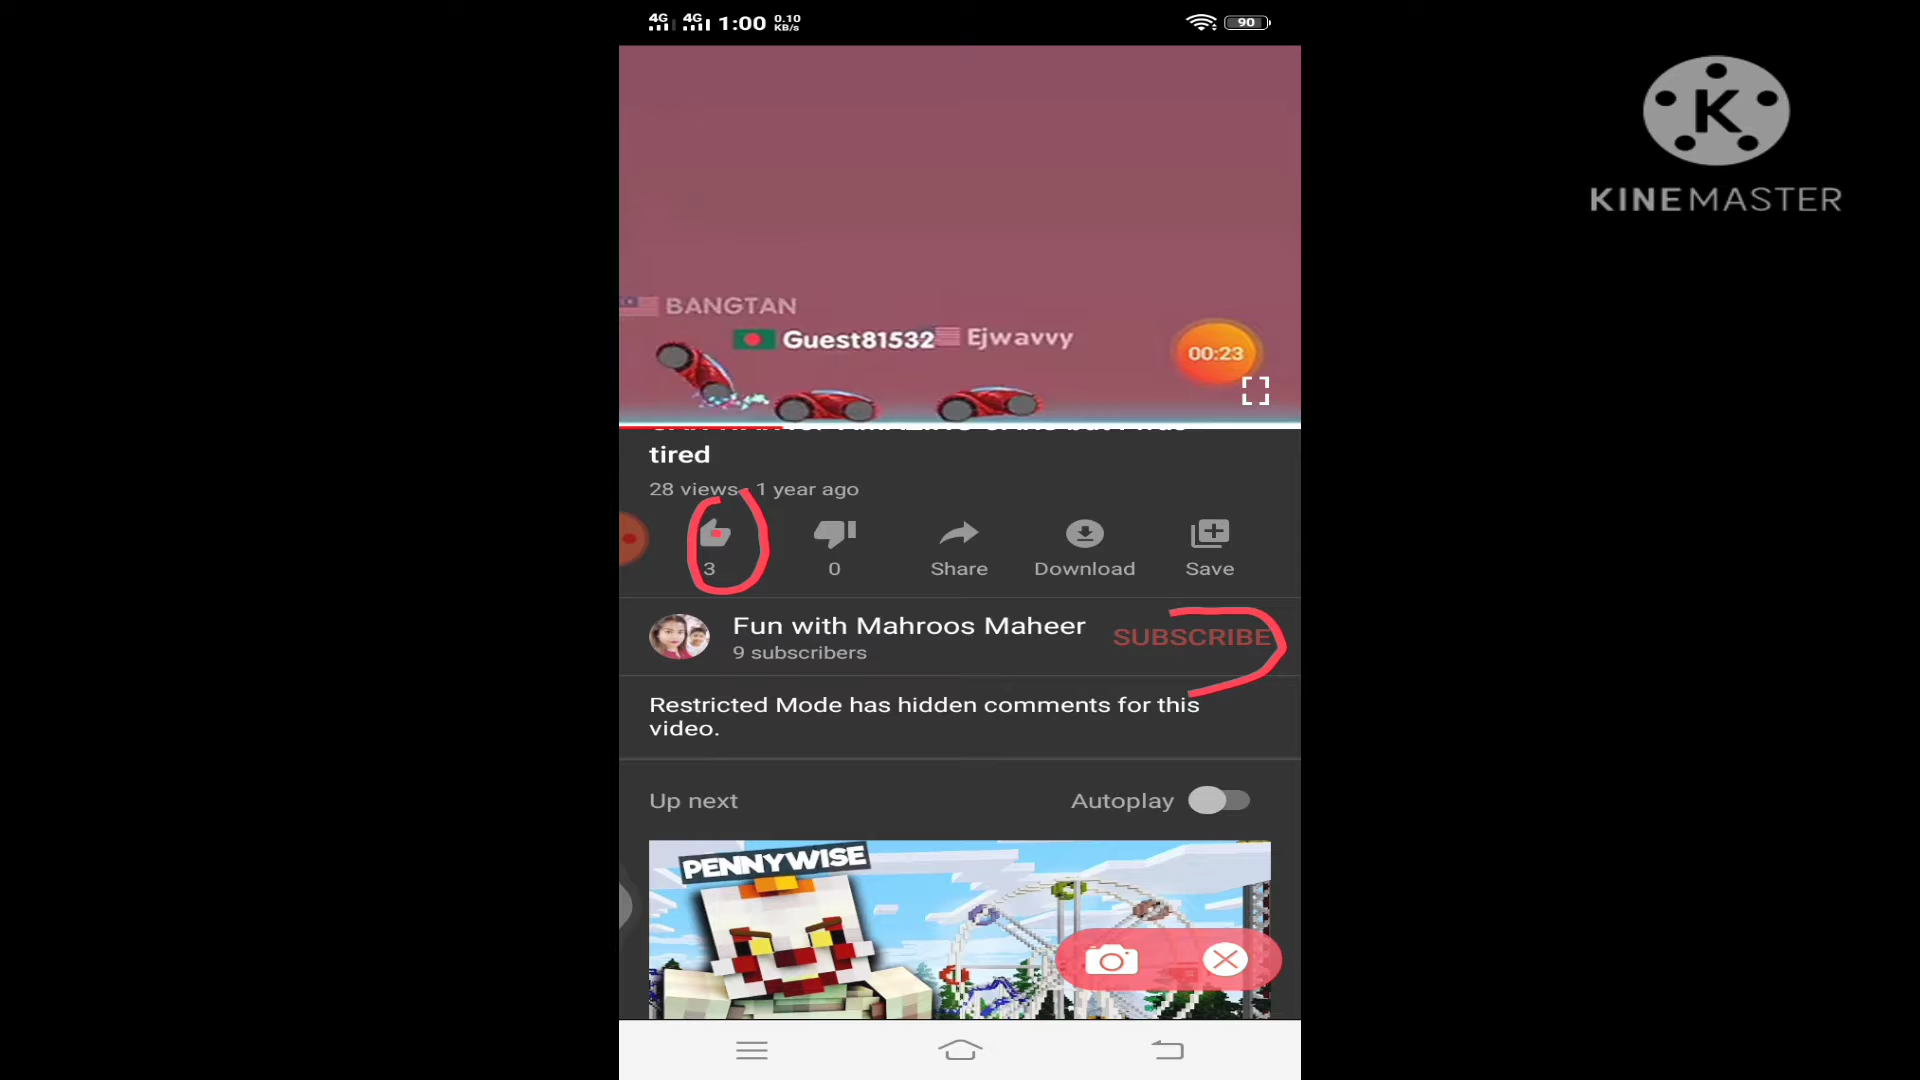 4G 4G 1:00 0.10 KB/s 90
KINEMASTER
BANGTAN
Guest81532 Ejwavvy
00:23
tired
28 views · 1 year ago
3 0 Share Download Save
Fun with Mahroos Maheer SUBSCRIBE
9 subscribers
Restricted Mode has hidden comments for this
video.
Up next Autoplay
PENNYWISE